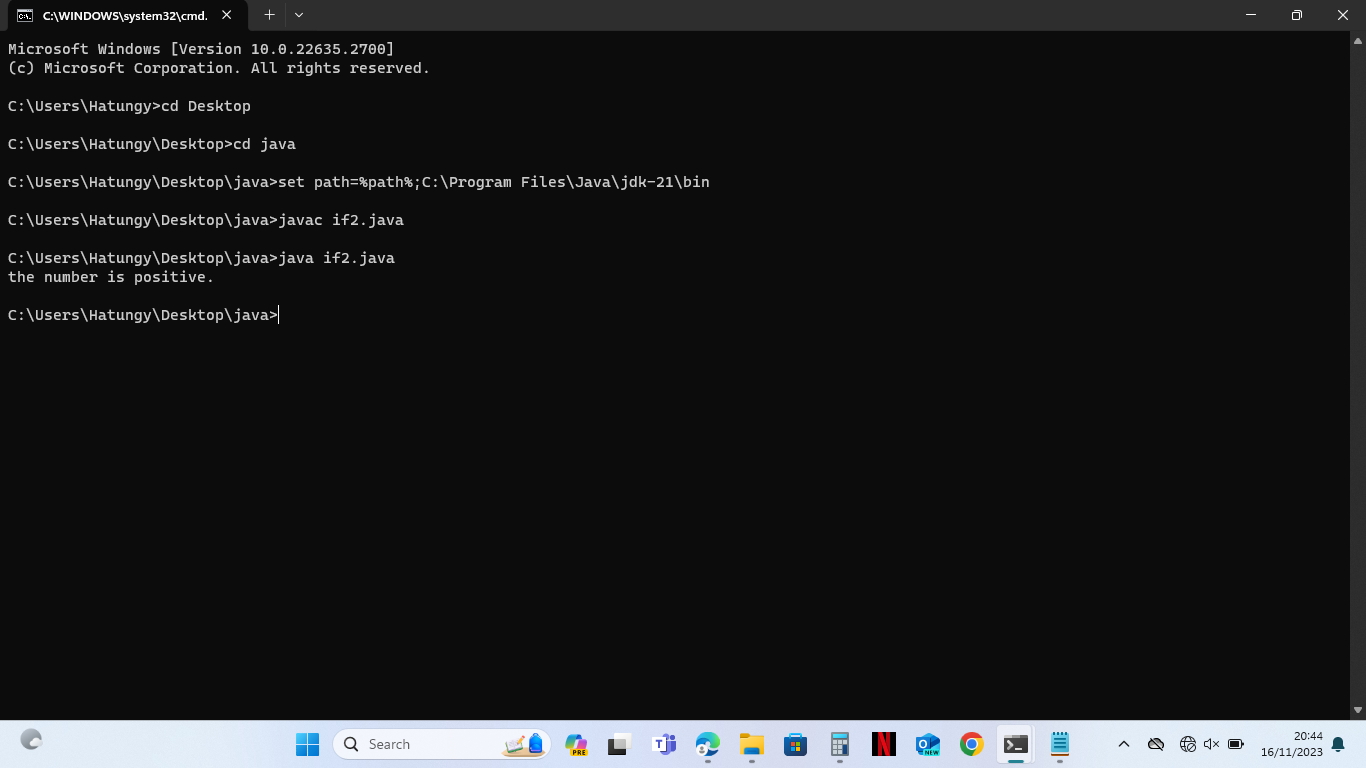 C:\WINDOWS\system32\cmd.
Microsoft Windows [Version 10.0.22635.2700]
(c) Microsoft Corporation. All rights reserved.
C:\Users\Hatungy>cd Desktop
C:\Users\Hatungy\Desktop>cd java
C:\Users\Hatungy\Desktop\java>set path=%path%;C:\Program Files\Java\jdk-21\bin
C:\Users\Hatungy\Desktop\java>javac if2.java
C:\Users\Hatungy\Desktop\java>java if2.java
the number is positive.
C:\Users\Hatungy\Desktop\java>
Search
PRE
NEW
20:44
16/11/2023